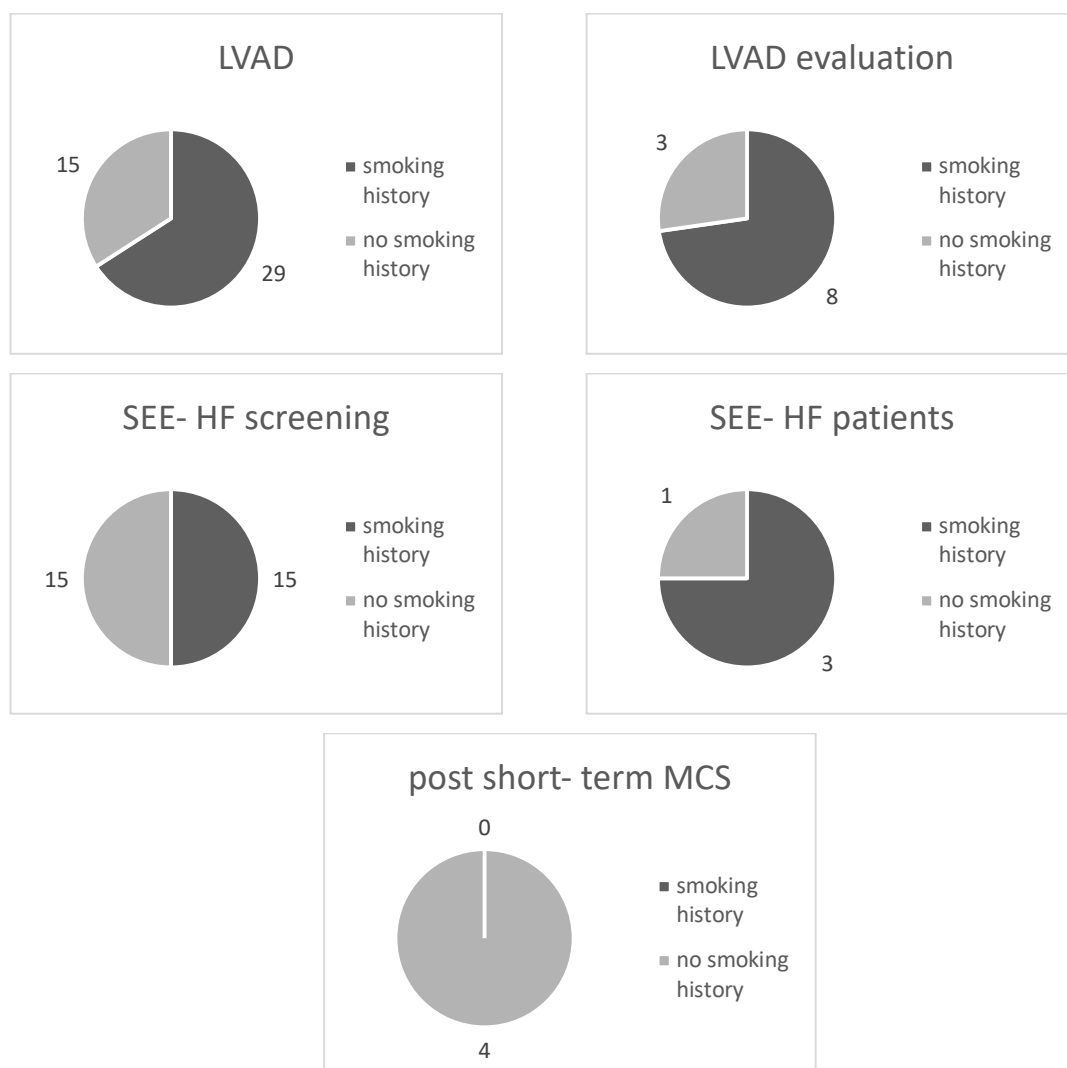 LVAD
15
29
smoking
history
no smoking
history
LVAD evaluation
3
8
smoking
history
no smoking
history
SEE- HF screening
15
15
smoking
history
no smoking
history
SEE- HF patients
1
3
smoking
history
no smoking
history
post short- term MCS
0
4
smoking
history
no smoking
history